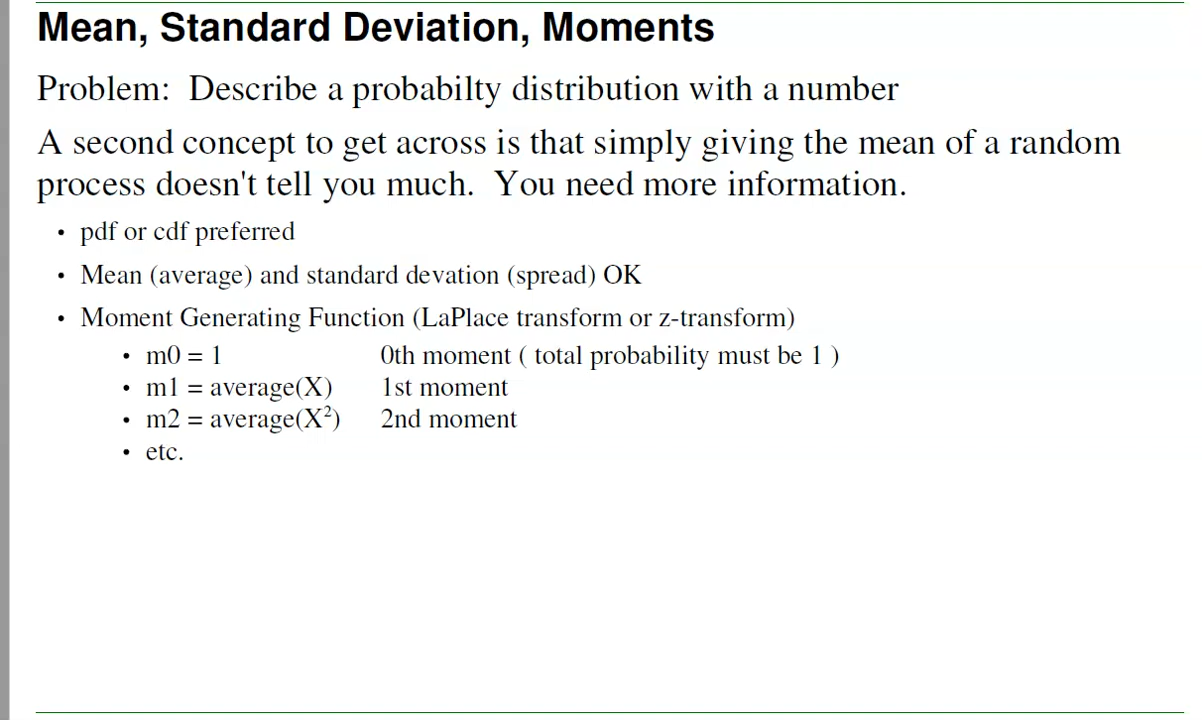 Mean, Standard Deviation, Moments
Problem: Describe a probabilty distribution with a number
A second concept to get across is that simply giving the mean of a random
process doesn't tell you much. You need more information.
• pdf or cdf preferred
• Mean (average) and standard devation (spread) OK
• Moment Generating Function (LaPlace transform or z-transform)
• m0 = 1 0th moment ( total probability must be 1 )
• m1 = average(X) 1st moment
• m2 = average(X²) 2nd moment
• etc.